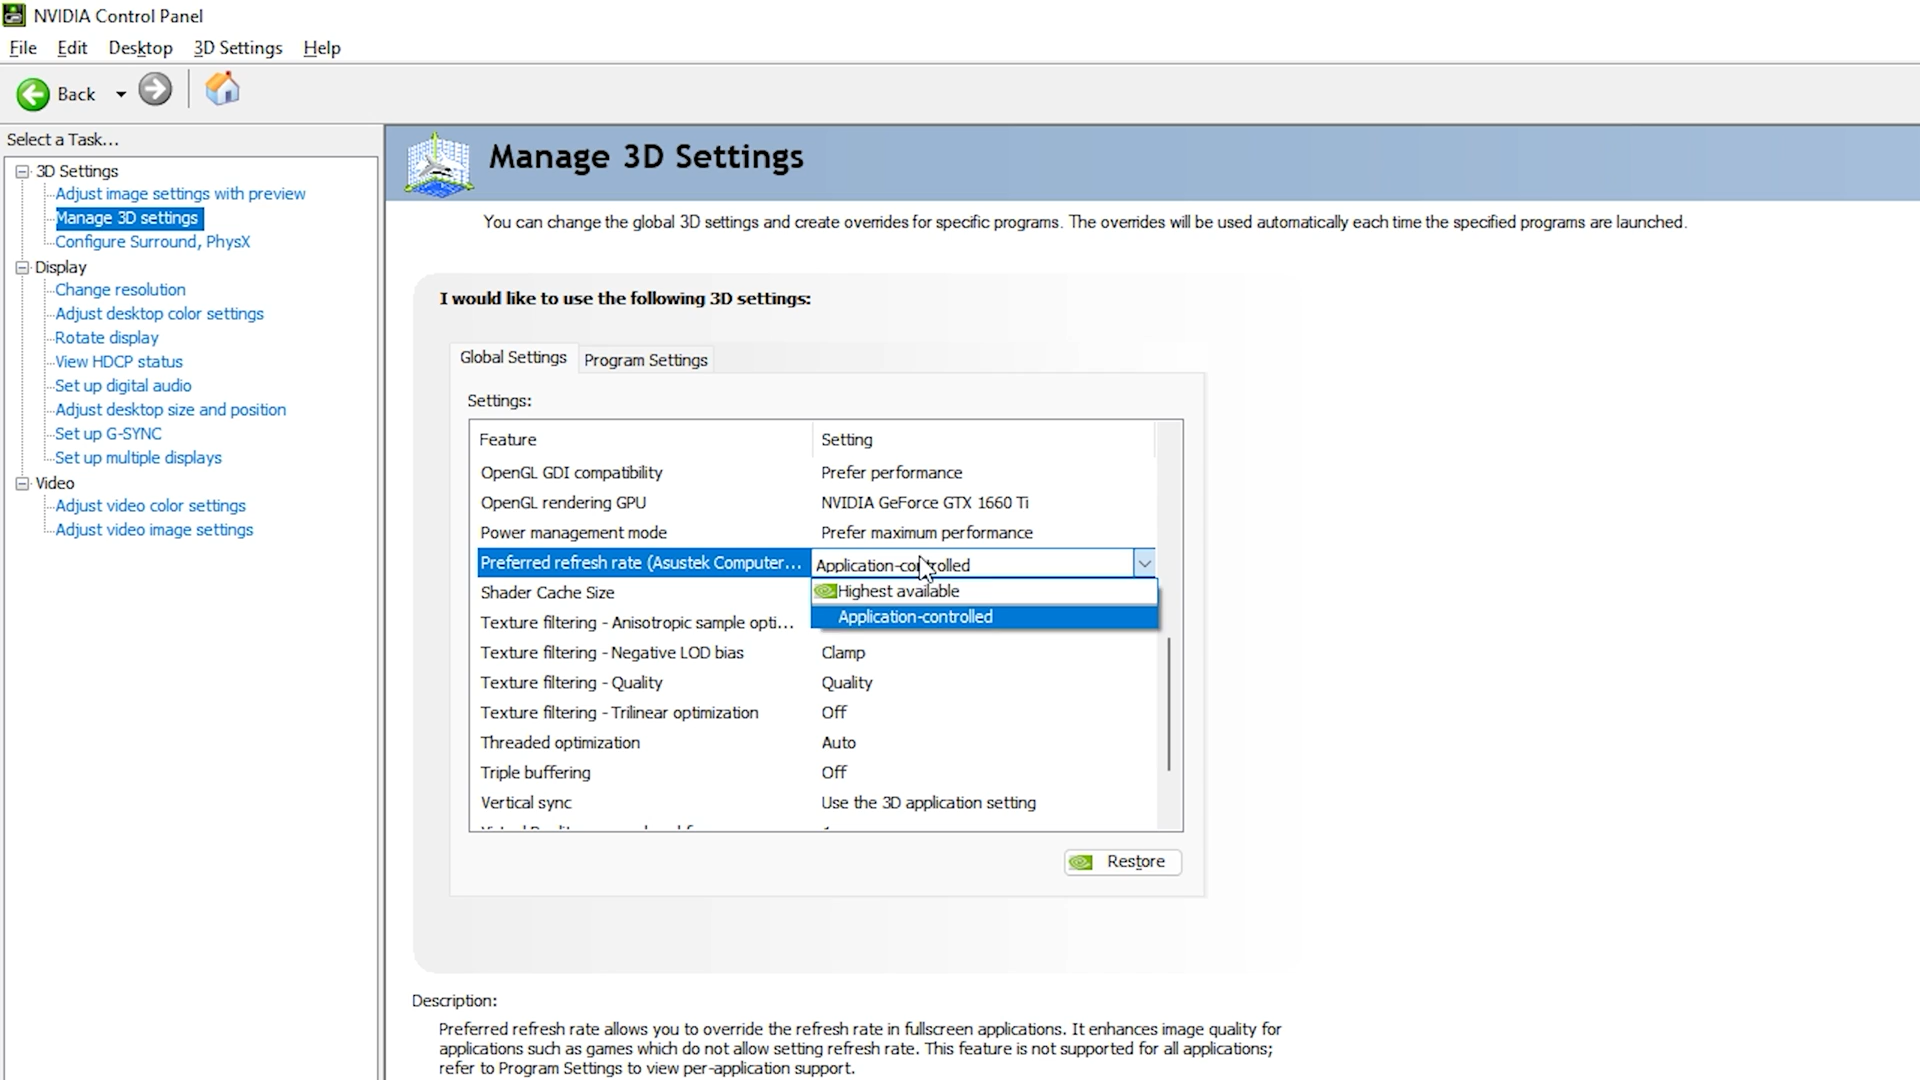 NVIDIA Control Panel
File Edit Desktop 3D Settings Help
Back
Select a Task...
3D Settings
Adjust image settings with preview
Manage 3D settings
Configure Surround, PhysX
Display
Change resolution
Adjust desktop color settings
Rotate display
View HDCP status
Set up digital audio
Adjust desktop size and position
Set up G-SYNC
Set up multiple displays
Video
Adjust video color settings
Adjust video image settings
Manage 3D Settings
You can change the global 3D settings and create overrides for specific programs. The overrides will be used automatically each time the specified programs are launched.
I would like to use the following 3D settings:
Global Settings Program Settings
Settings:
Feature Setting
OpenGL GDI compatibility Prefer performance
OpenGL rendering GPU NVIDIA GeForce GTX 1660 Ti
Power management mode Prefer maximum performance
Preferred refresh rate (Asustek Computer... Application-controlled
Highest available
Shader Cache Size
Application-controlled
Texture filtering - Anisotropic sample opti...
Texture filtering - Negative LOD bias Clamp
Texture filtering - Quality Quality
Texture filtering - Trilinear optimization Off
Threaded optimization Auto
Triple buffering Off
Vertical sync Use the 3D application setting
Restore
Description:
Preferred refresh rate allows you to override the refresh rate in fullscreen applications. It enhances image quality for
applications such as games which do not allow setting refresh rate. This feature is not supported for all applications;
refer to Program Settings to view per-application support.